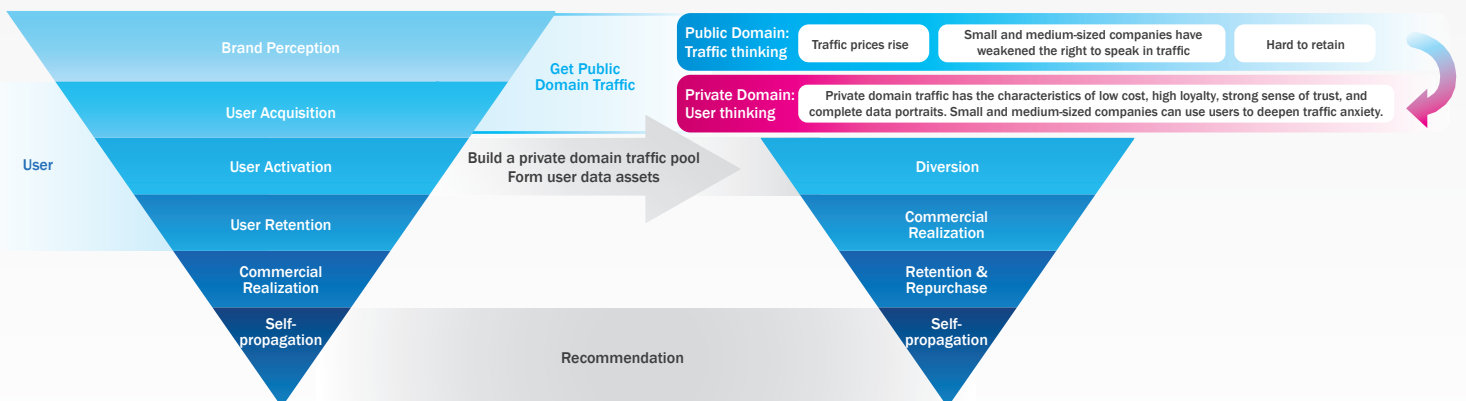 Brand Perception
User Acquisition
User
User Activation
User Retention
Commercial
Realization
Self-
propagation
Get Public
Domain Traffic
Build a private domain traffic pool
Form user data assets
Recommendation
Public Domain:
Traffic thinking
Traffic prices rise
Small and medium-sized companies have
weakened the right to speak in traffic
Hard to retain
Private Domain:
User thinking
Private domain traffic has the characteristics of low cost, high loyalty, strong sense of trust, and
complete data portraits. Small and medium-sized companies can use users to deepen traffic anxiety.
Diversion
Commercial
Realization
Retention &
Repurchase
Self-
propagation